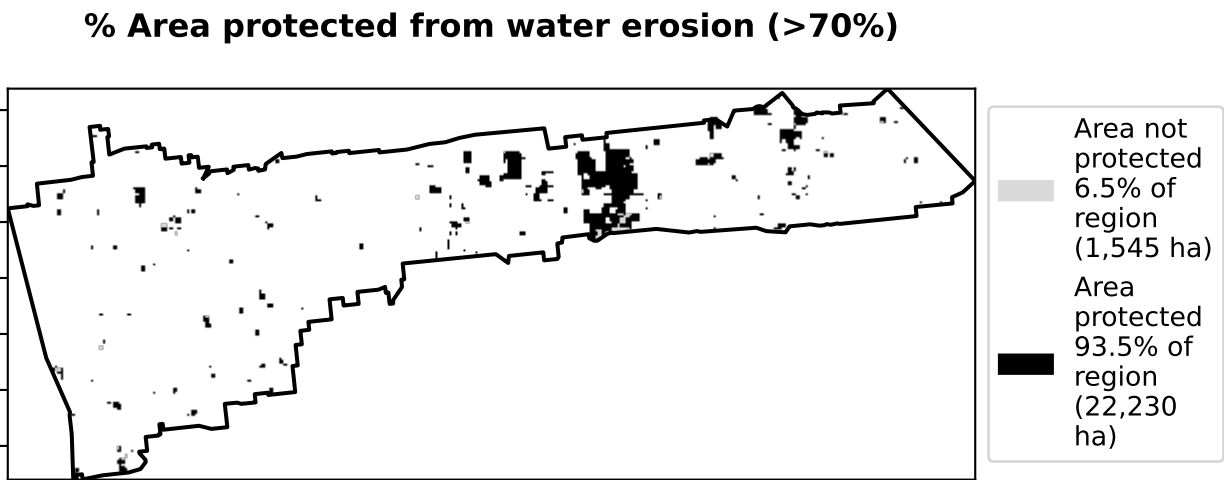 % Area protected from water erosion (>70%)
Area not
protected
6.5% of
region
(1,545 ha)
Area
protected
93.5% of
region
(22,230
ha)